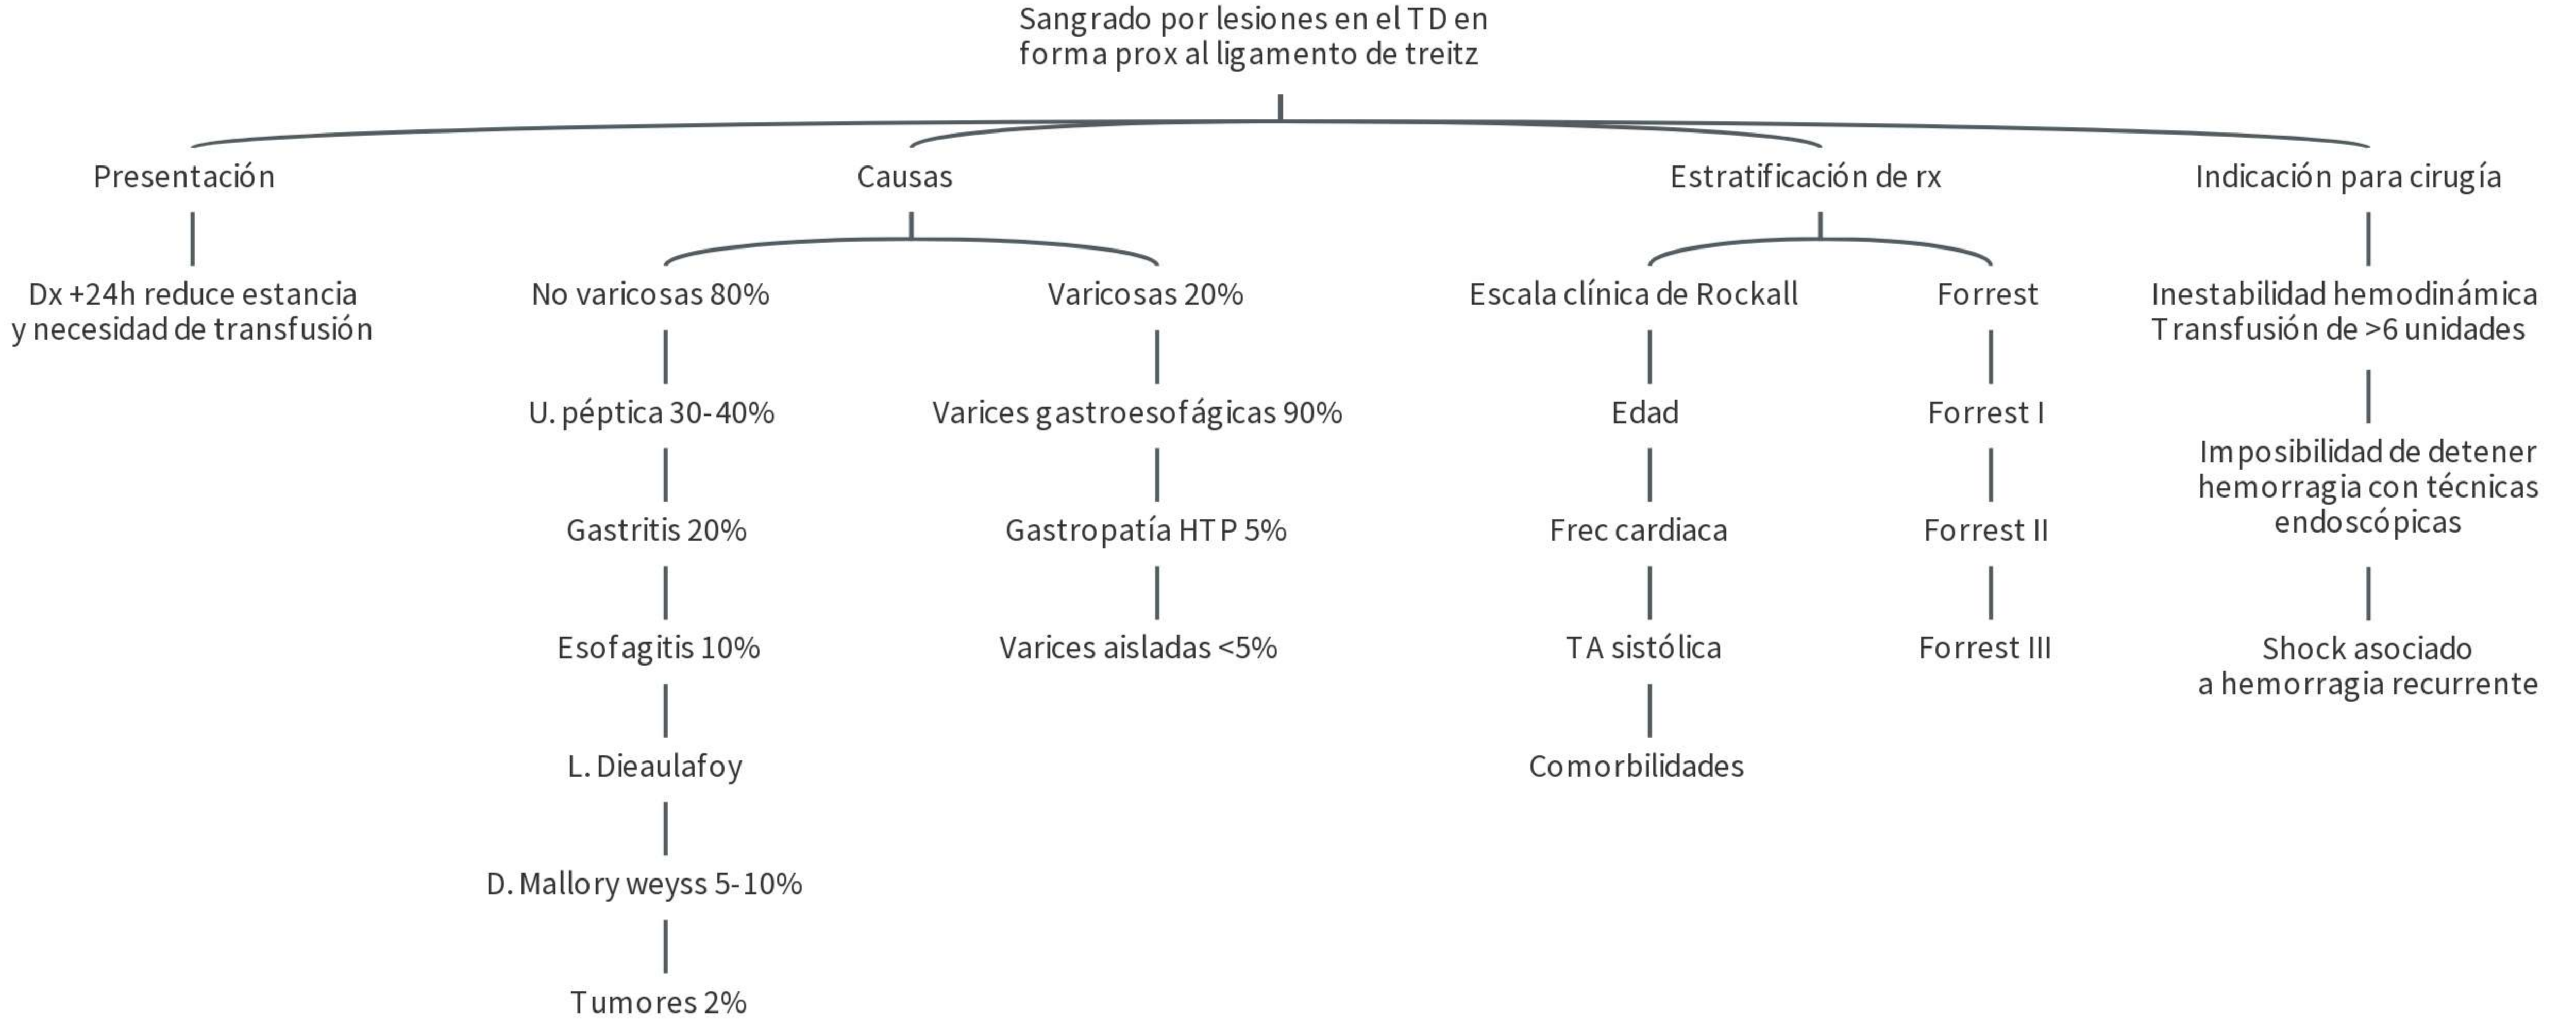 Sangrado por lesiones en el TD en
forma prox al ligamento de treitz
Presentación
Causas
Estratificación de rx
Indicación para cirugía
Dx +24h reduce estancia
y necesidad de transfusión
No varicosas 80%
Varicosas 20%
Escala clínica de Rockall
Forrest
Inestabilidad hemodinámica
Transfusión de >6 unidades
U. péptica 30-40%
Varices gastroesofágicas 90%
Edad
Forrest I
Imposibilidad de detener
hemorragia con técnicas
endoscópicas
Gastritis 20%
Gastropatía HTP 5%
Frec cardiaca
Forrest II
Esofagitis 10%
Varices aisladas <5%
TA sistólica
Forrest III
Shock asociado
a hemorragia recurrente
L. Dieaulafoy
Comorbilidades
D. Mallory weyss 5-10%
Tumores 2%